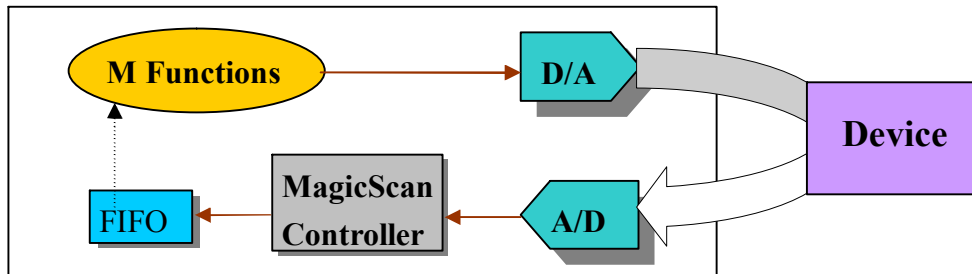 M Functions
D/A
Device
FIFO
MagicScan
Controller
A/D